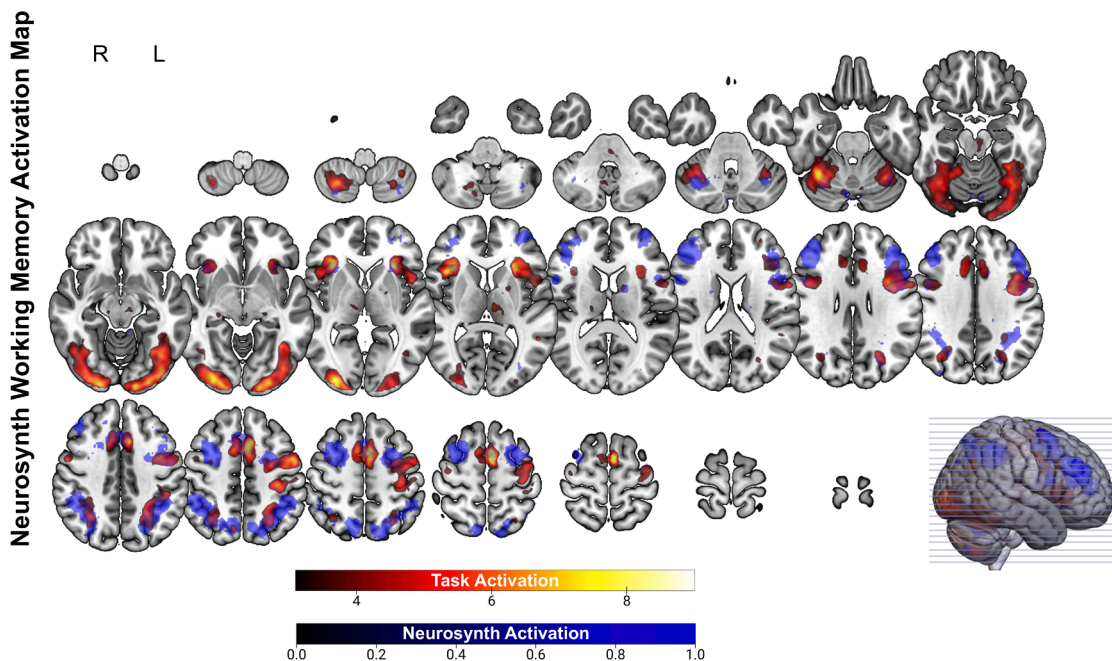 Neurosynth Working Memory Activation Map
R L
Task Activation
4 6 8
Neurosynth Activation
0.0 0.2 0.4 0.6 0.8 1.0